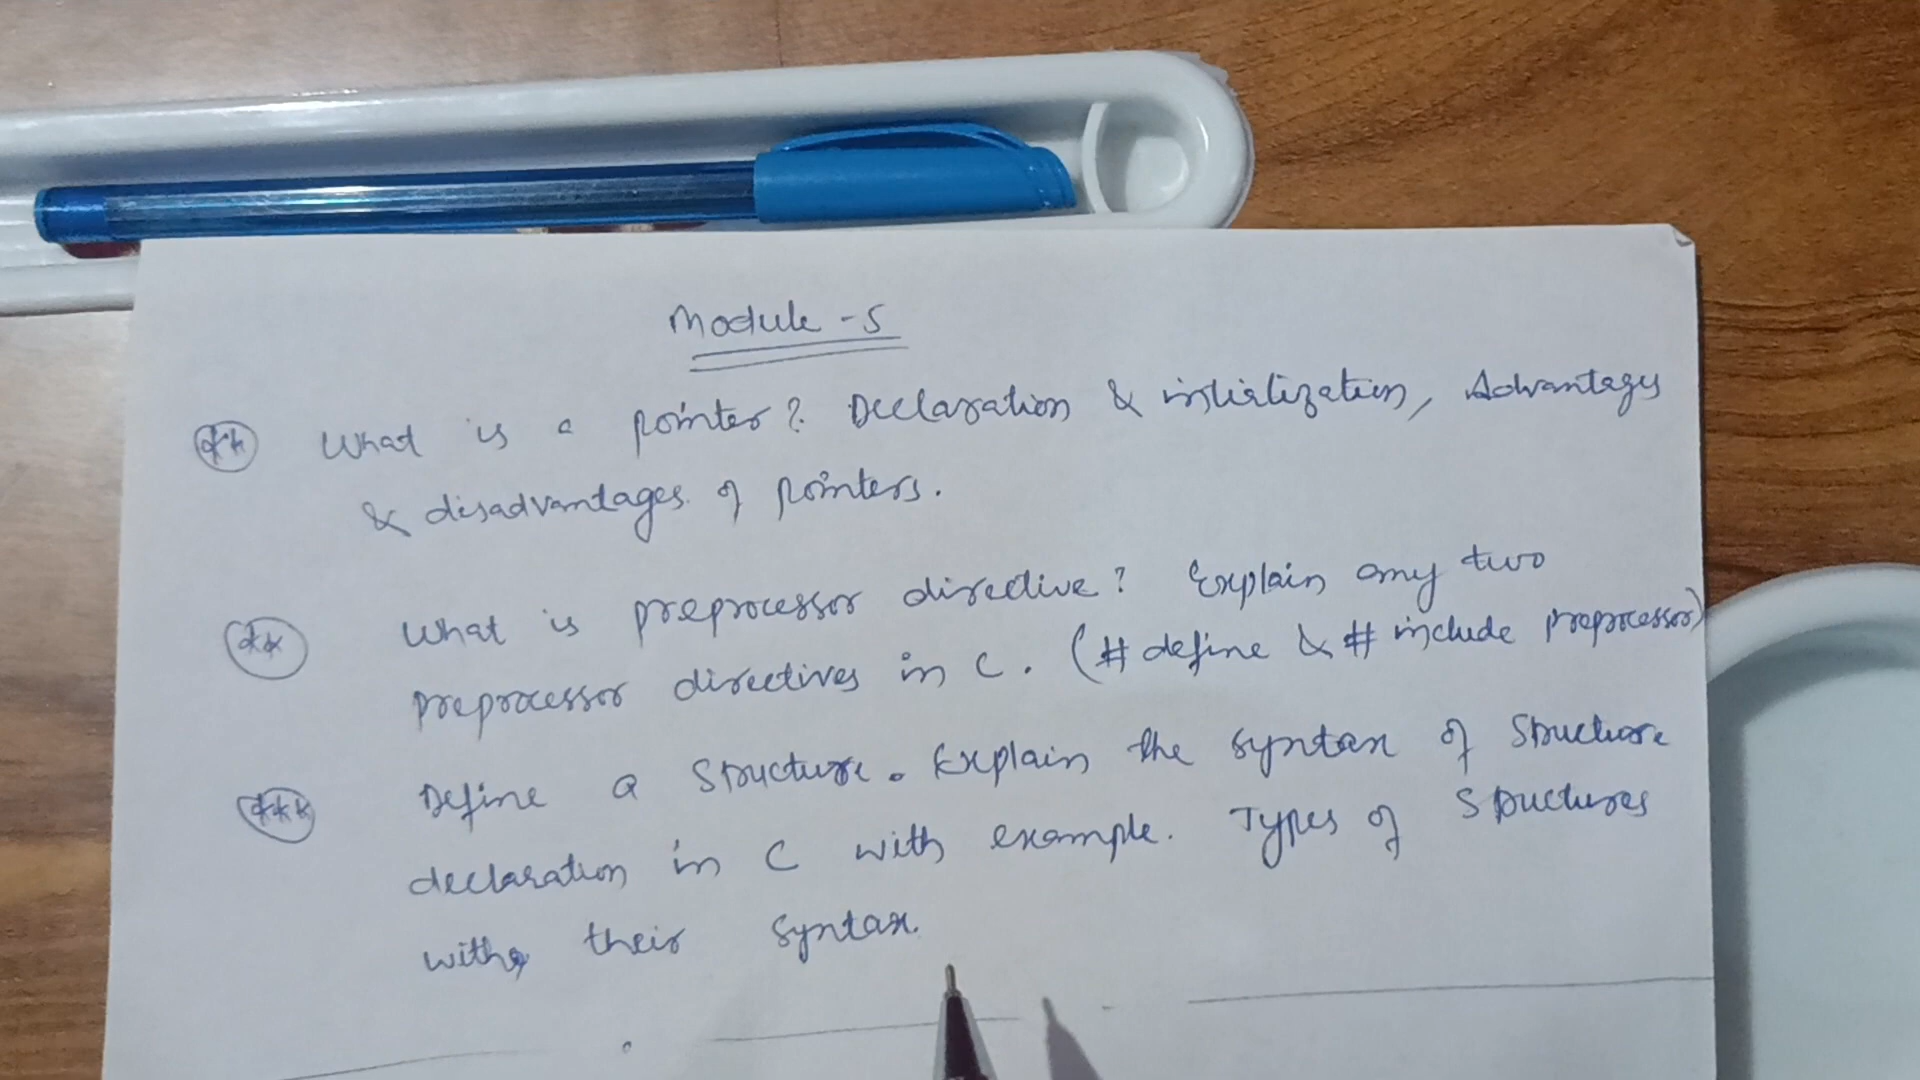 Module - 5
** What is a pointer? Declaration & initialization, Advantages
& disadvantages of pointers.
** What is preprocessor directive? Explain any two
preprocessor directives in C. (# define & # include preprocessor)
*** Define a structure. Explain the syntax of structure
declaration in C with example. Types of structures
with their syntax.